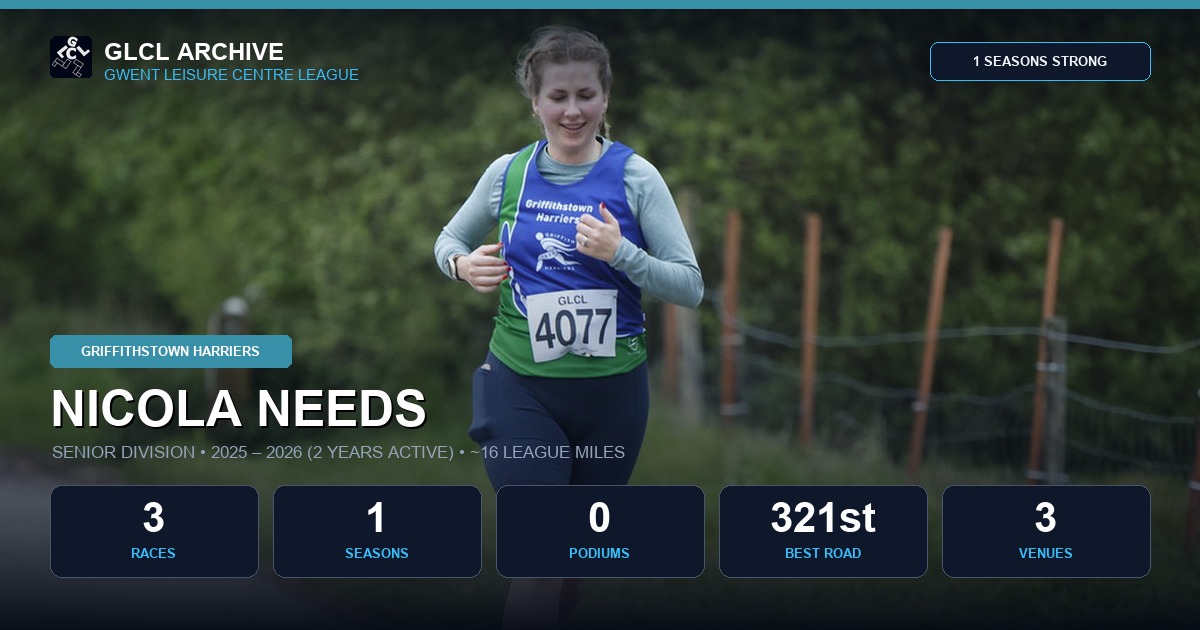 GLCL ARCHIVE
GWENT LEISURE CENTRE LEAGUE
1 SEASONS STRONG
Griffithstown
Harriers
GLCL
4077
GRIFFITHSTOWN HARRIERS
NICOLA NEEDS
SENIOR DIVISION • 2025 – 2026 (2 YEARS ACTIVE) • ~16 LEAGUE MILES
3
RACES
1
SEASONS
0
PODIUMS
321st
BEST ROAD
3
VENUES